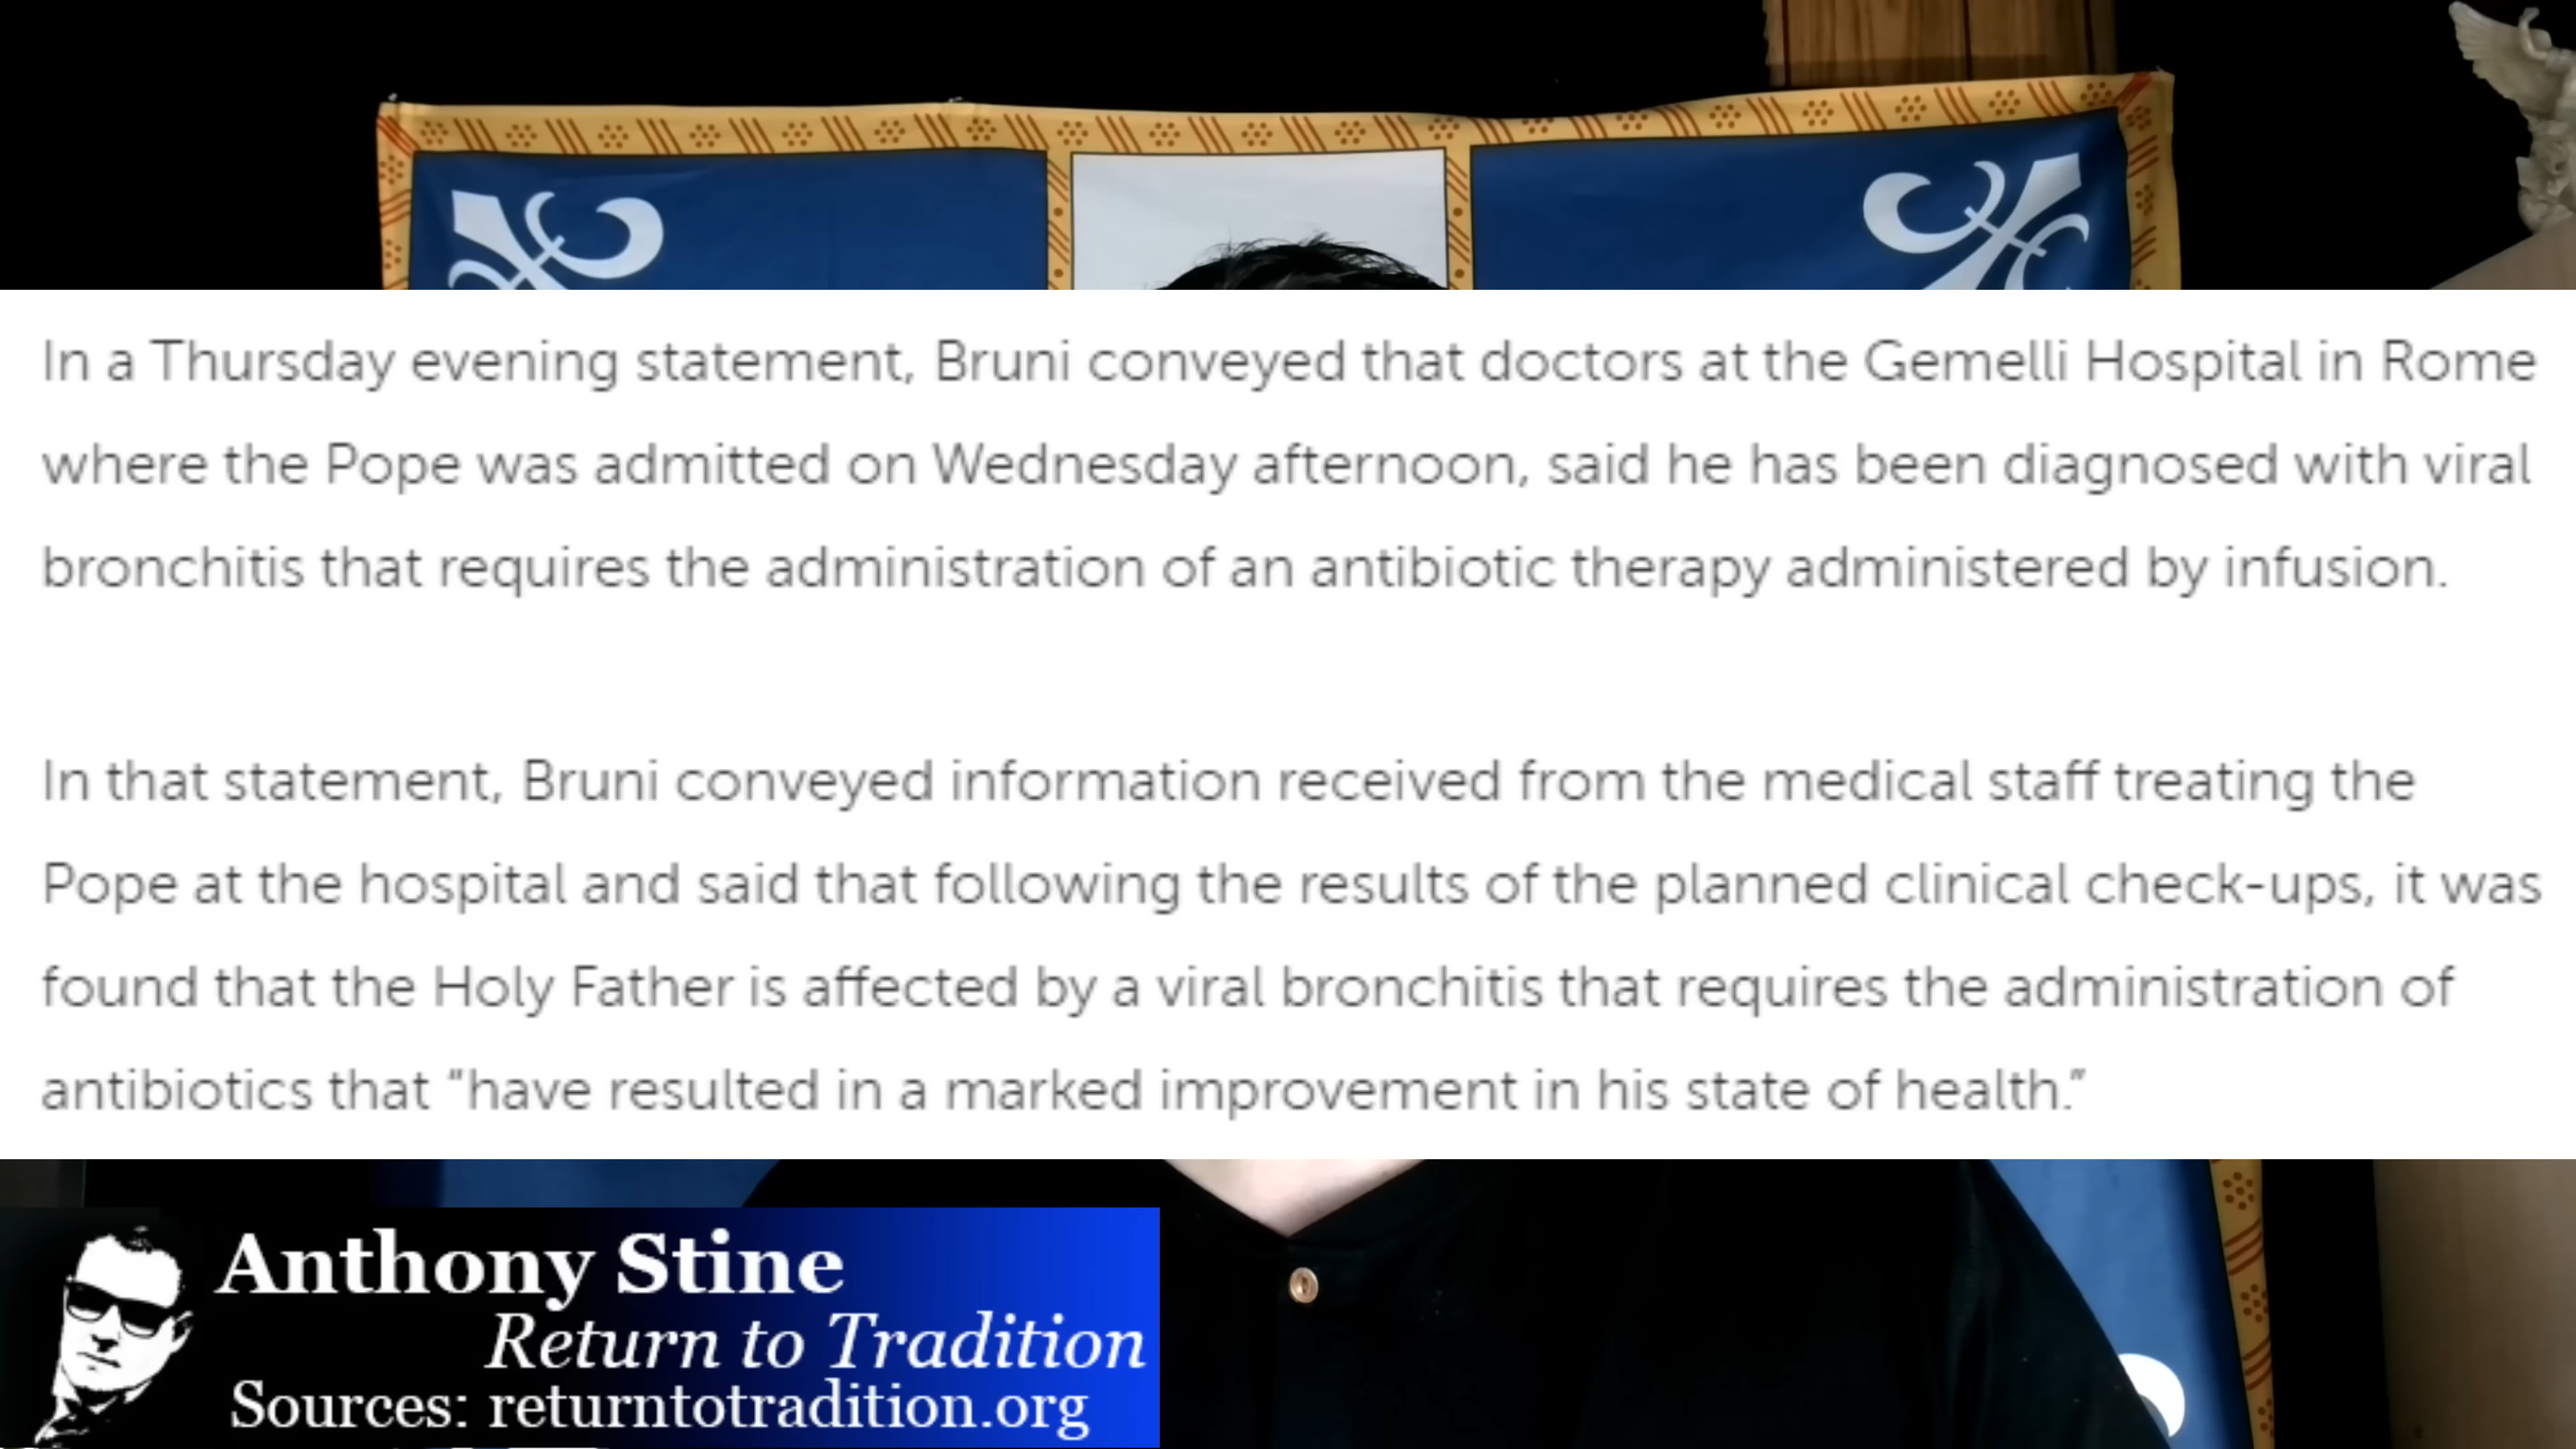 In a Thursday evening statement, Bruni conveyed that doctors at the Gemelli Hospital in Rome
where the Pope was admitted on Wednesday afternoon, said he has been diagnosed with viral
bronchitis that requires the administration of an antibiotic therapy administered by infusion.
In that statement, Bruni conveyed information received from the medical staff treating the
Pope at the hospital and said that following the results of the planned clinical check-ups, it was
found that the Holy Father is affected by a viral bronchitis that requires the administration of
antibiotics that “have resulted in a marked improvement in his state of health.”
Anthony Stine
Return to Tradition
Sources: returntotradition.org